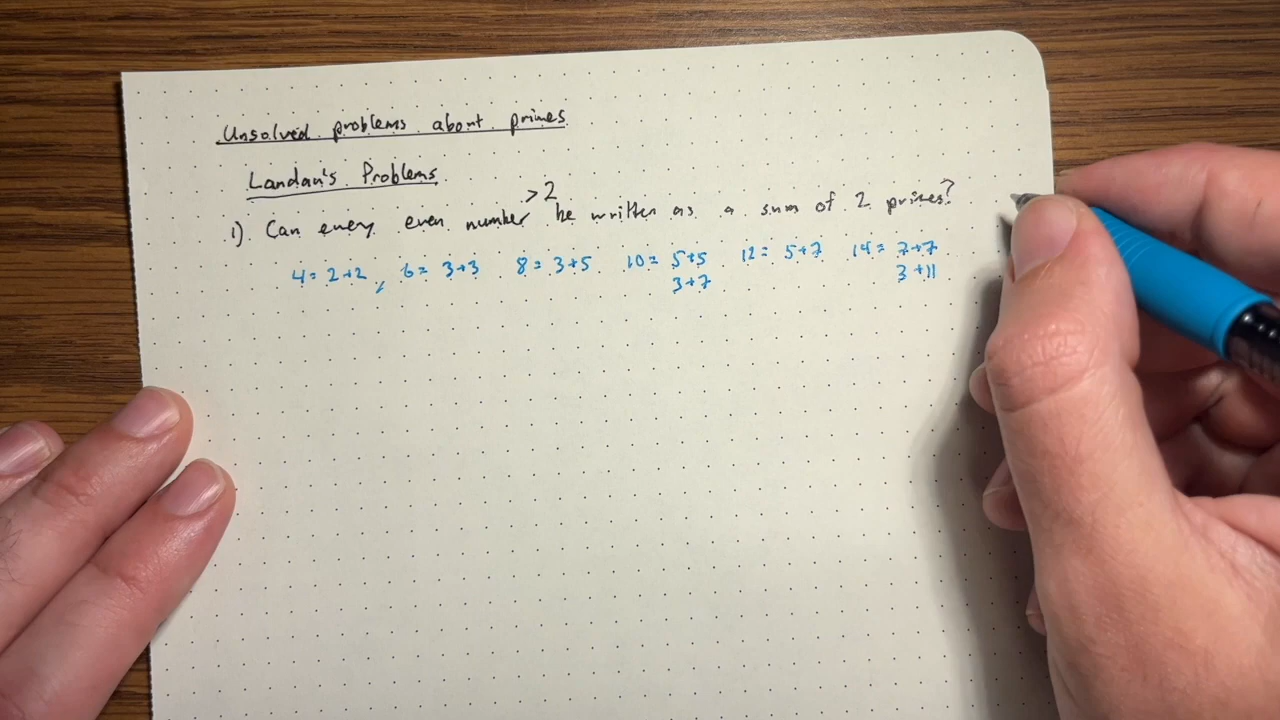 Unsolved problems about primes
Landau's Problems
> 2
1) Can every even number be written as a sum of 2 primes?
4 = 2+2, 6 = 3+3 8 = 3+5 10 = 5+5 12 = 5+7 14 = 7+7
3+7 3+11